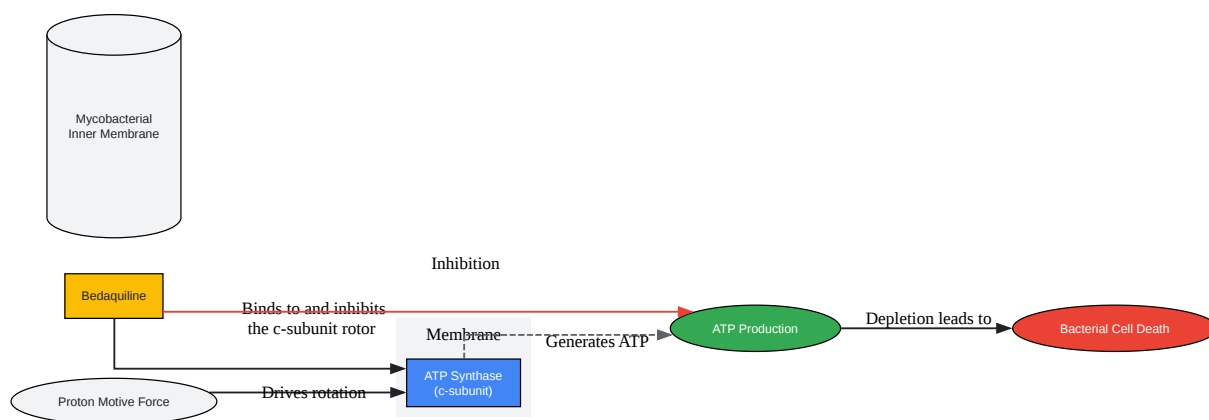 Mycobacterial
Inner Membrane
Inhibition
Bedaquiline
Binds to and inhibits
the c-subunit rotor
Membrane
Generates ATP
ATP Production
Depletion leads to
Bacterial Cell Death
ATP Synthase
(c-subunit)
Proton Motive Force
Drives rotation